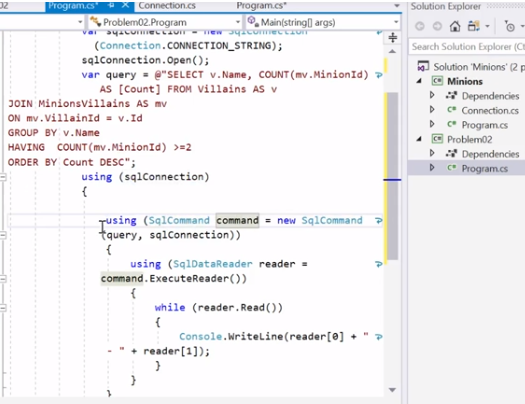 02
Program.cs*
Connection.cs
Program.cs*
Problem02.Program
Main(string[] args)
var sqlConnection = new SqlConnection
(Connection.CONNECTION_STRING);
sqlConnection.Open();
var query = @"SELECT v.Name, COUNT(mv.MinionId)
AS [Count] FROM Villains AS v
JOIN MinionsVillains AS mv
ON mv.VillainId = v.Id
GROUP BY v.Name
HAVING  COUNT(mv.MinionId) >=2
ORDER BY Count DESC";
using (sqlConnection)
{
using (SqlCommand command = new SqlCommand
(query, sqlConnection))
{
using (SqlDataReader reader =
command.ExecuteReader())
{
while (reader.Read())
{
Console.WriteLine(reader[0] + "
- " + reader[1]);
}
}
}
Solution Explorer
Search Solution Explorer (Ct
Solution 'Minions' (2 p
Minions
Dependencies
C# Connection.cs
C# Program.cs
Problem02
Dependencies
C# Program.cs